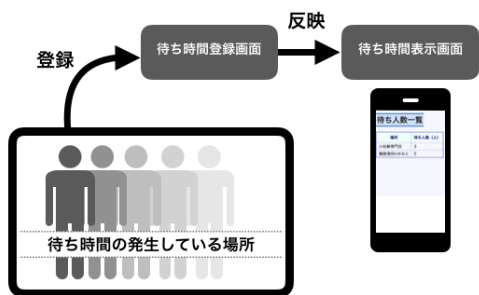 反映
登録
待ち時間登録画面
待ち時間表示画面
待ち人数一覧
場所
待ち人数（人）
待ち時間の発生している場所